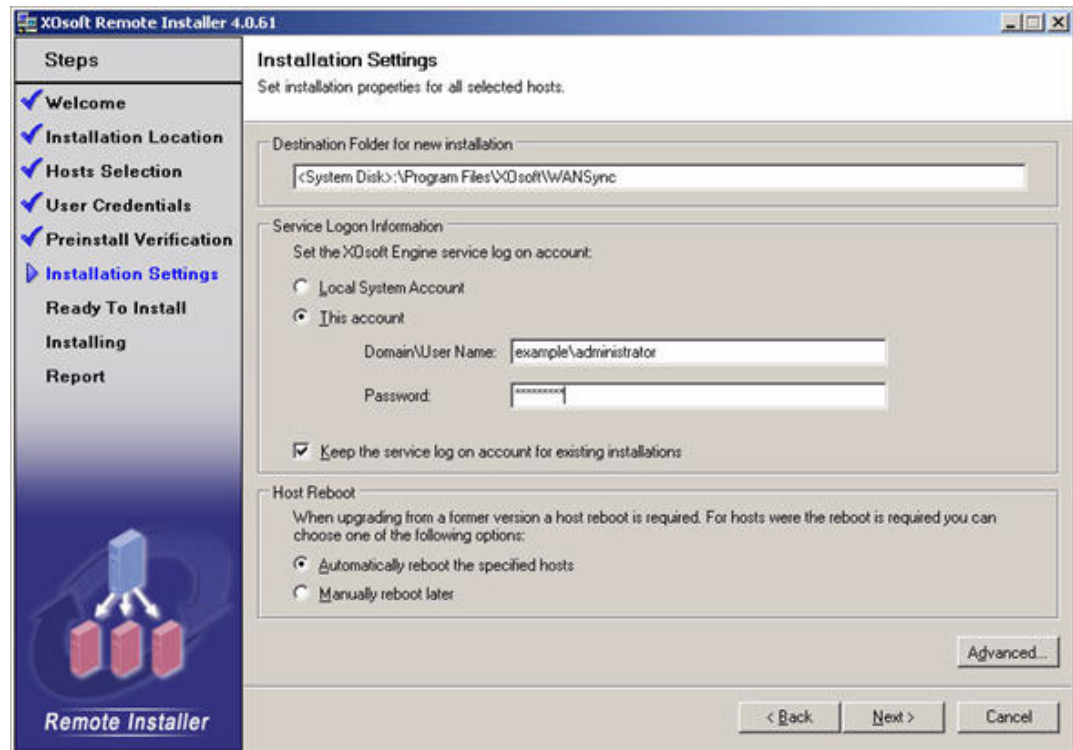 XOsoft Remote Installer 4.0.61
Steps
Welcome
Installation Location
Hosts Selection
User Credentials
Preinstall Verification
Installation Settings
Ready To Install
Installing
Report
Remote Installer
Installation Settings
Set installation properties for all selected hosts.
Destination Folder for new installation
<System Disk>:\Program Files\XOsoft\WANSync
Service Logon Information
Set the XOsoft Engine service log on account:
Local System Account
This account
Domain\User Name: example\administrator
Password: *********
Keep the service log on account for existing installations
Host Reboot
When upgrading from a former version a host reboot is required. For hosts were the reboot is required you can
choose one of the following options:
Automatically reboot the specified hosts
Manually reboot later
Advanced...
< Back Next > Cancel